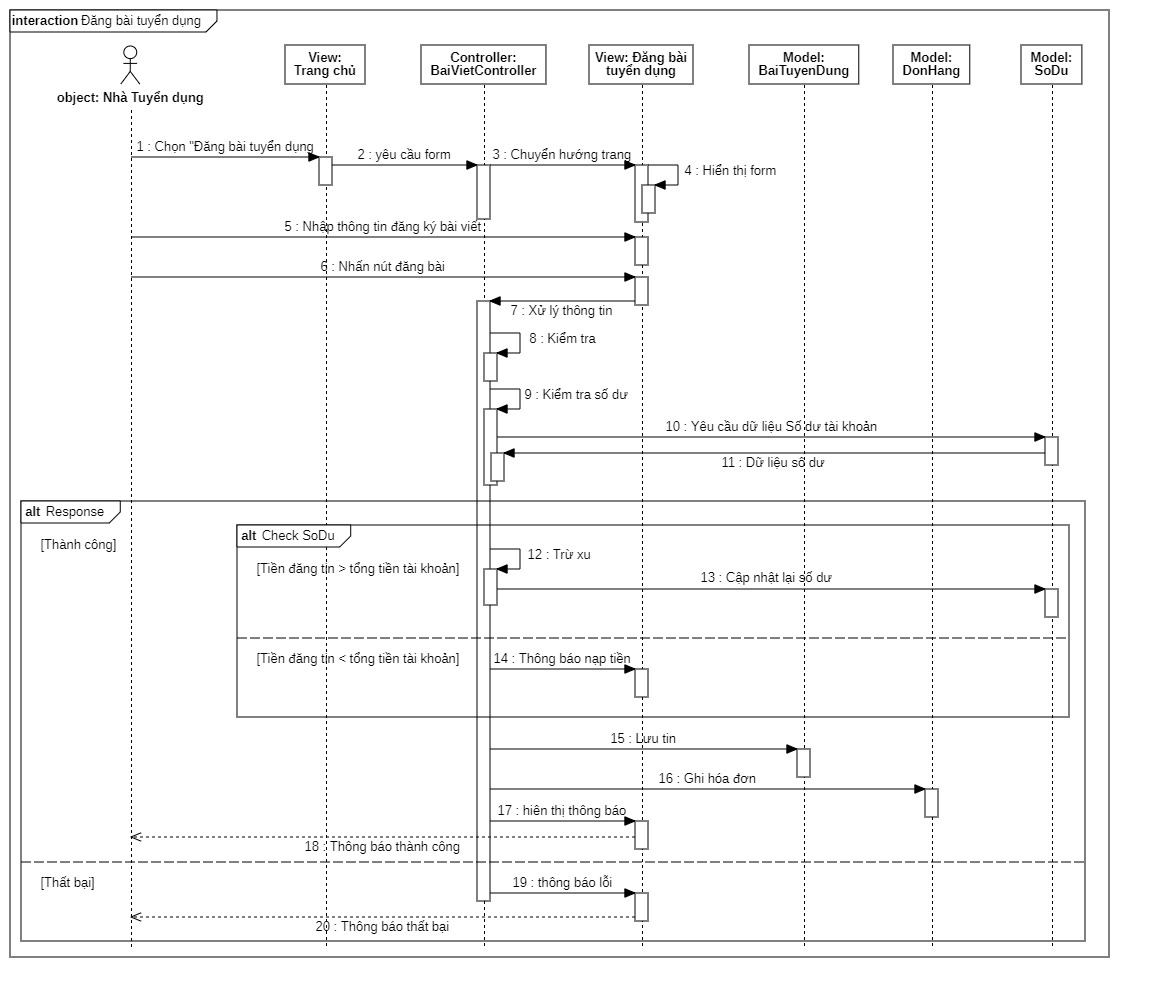 interaction Đăng bài tuyển dụng
object: Nhà Tuyển dụng
View:
Trang chủ
Controller:
BaiVietController
View: Đăng bài
tuyển dụng
Model:
BaiTuyenDung
Model:
DonHang
Model:
SoDu
1 : Chọn "Đăng bài tuyển dụng
2 : yêu cầu form
3 : Chuyển hướng trang
4 : Hiển thị form
5 : Nhập thông tin đăng ký bài viết
6 : Nhấn nút đăng bài
7 : Xử lý thông tin
8 : Kiểm tra
9 : Kiểm tra số dư
10 : Yêu cầu dữ liệu Số dư tài khoản
11 : Dữ liệu số dư
alt Response
[Thành công]
alt Check SoDu
[Tiền đăng tin > tổng tiền tài khoản]
12 : Trừ xu
13 : Cập nhật lại số dư
[Tiền đăng tin < tổng tiền tài khoản]
14 : Thông báo nạp tiền
15 : Lưu tin
16 : Ghi hóa đơn
17 : hiên thị thông báo
18 : Thông báo thành công
[Thất bại]
19 : thông báo lỗi
20 : Thông báo thất bại